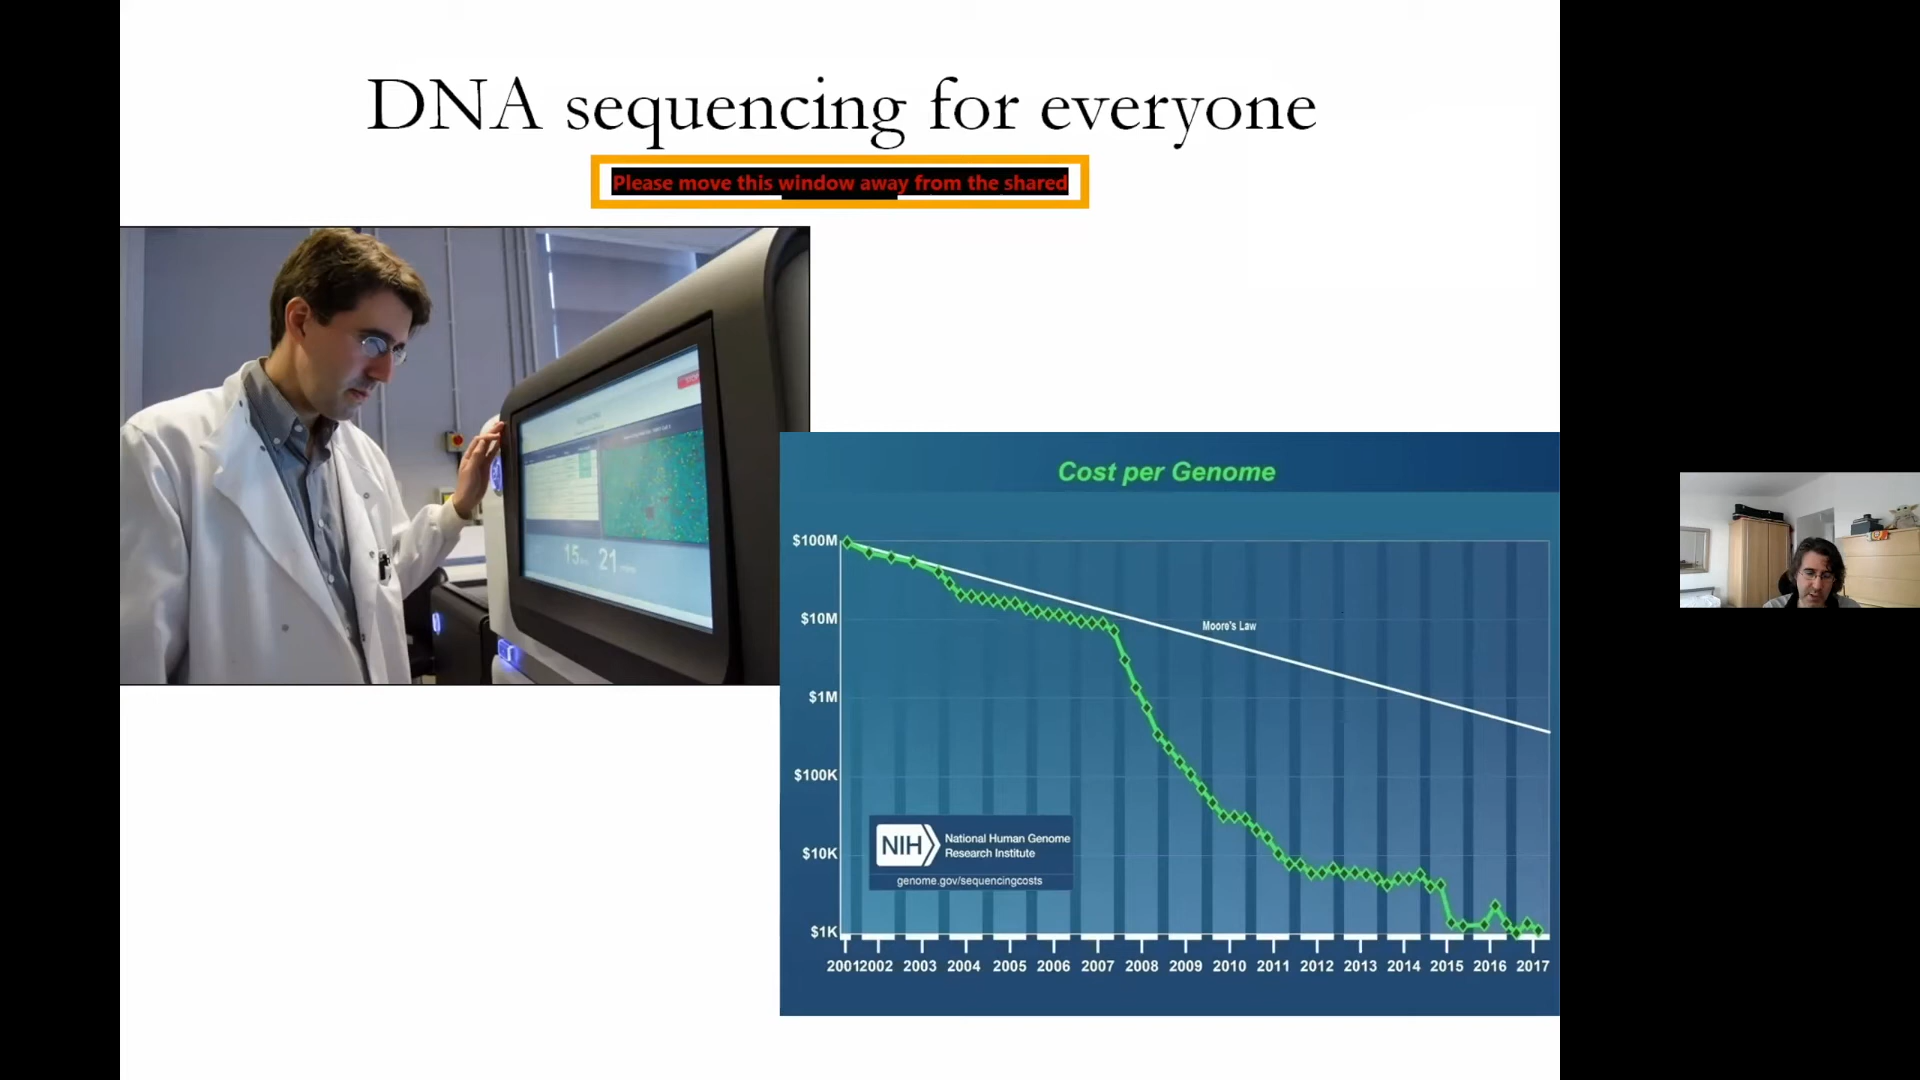 DNA sequencing for everyone
Please move this window away from the shared
15 21
Cost per Genome
$100M
$10M
$1M
$100K
$10K
$1K
Moore's Law
NIH
National Human Genome
Research Institute
genome.gov/sequencingcosts
2001 2002 2003 2004 2005 2006 2007 2008 2009 2010 2011 2012 2013 2014 2015 2016 2017